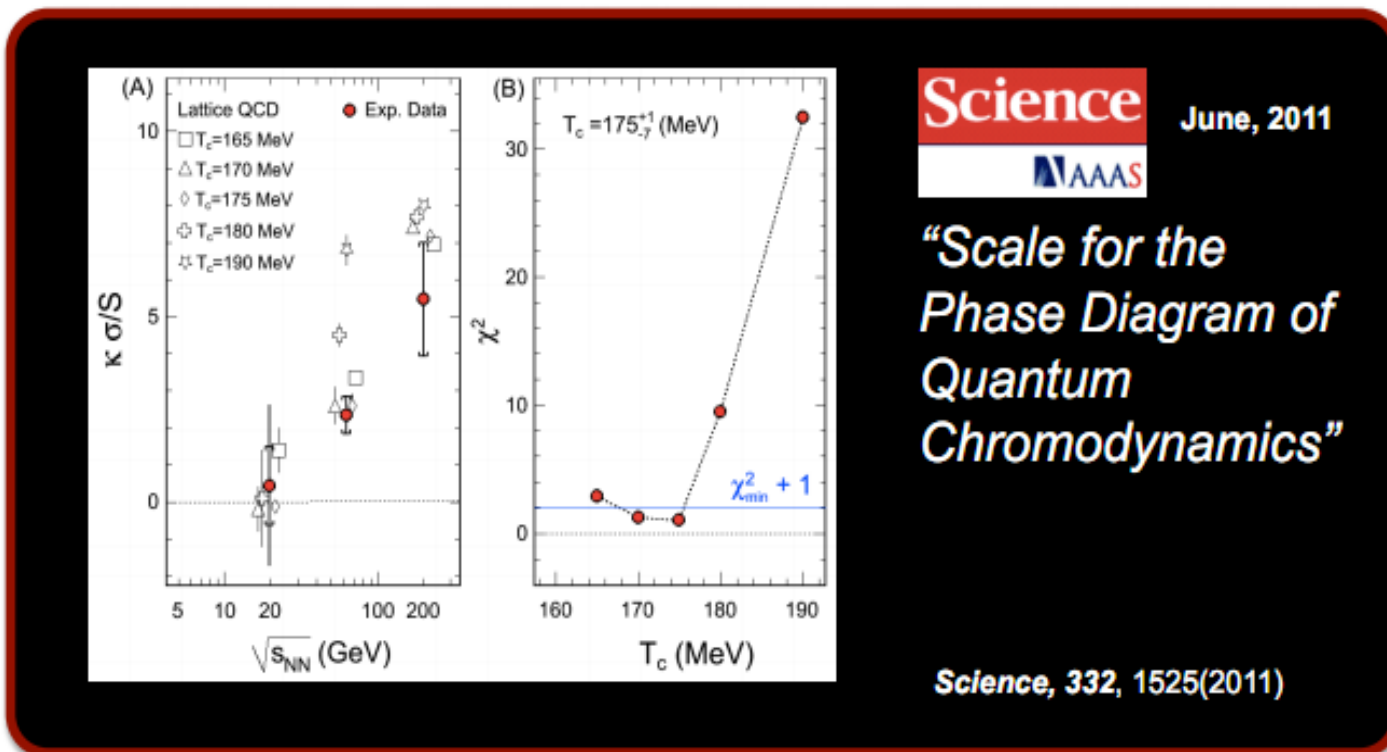 (A)
Lattice QCD
Exp. Data
T_c=165 MeV
T_c=170 MeV
T_c=175 MeV
T_c=180 MeV
T_c=190 MeV
10
5
0
κ σ/S
5 10 20 100 200
√s_NN (GeV)
(B)
T_c =175⁺¹₋₇ (MeV)
30
20
10
0
χ²
χ²_min + 1
160 170 180 190
T_c (MeV)
Science
AAAS
June, 2011
“Scale for the
Phase Diagram of
Quantum
Chromodynamics”
Science, 332, 1525(2011)